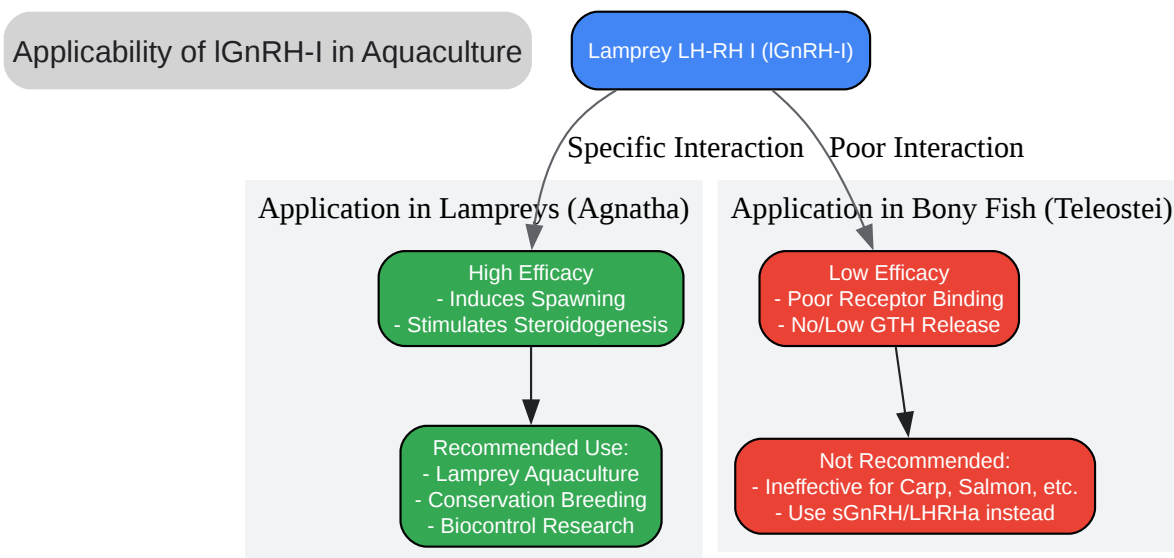 Applicability of lGnRH-I in Aquaculture
Lamprey LH-RH I (lGnRH-I)
Specific Interaction
Poor Interaction
Application in Lampreys (Agnatha)
High Efficacy
- Induces Spawning
- Stimulates Steroidogenesis
Recommended Use:
- Lamprey Aquaculture
- Conservation Breeding
- Biocontrol Research
Application in Bony Fish (Teleostei)
Low Efficacy
- Poor Receptor Binding
- No/Low GTH Release
Not Recommended:
- Ineffective for Carp, Salmon, etc.
- Use sGnRH/LHRHa instead